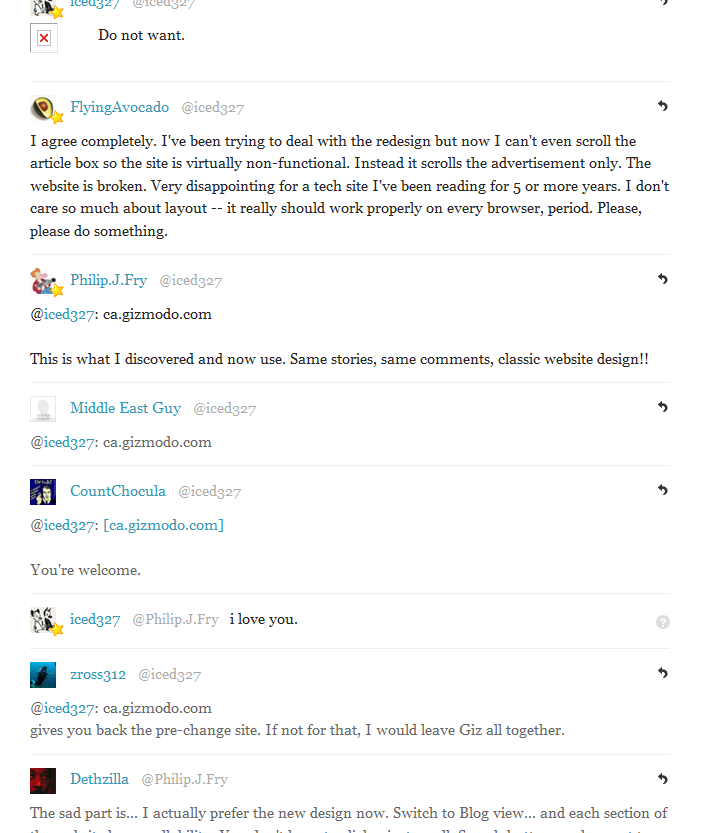 iced327 @iced327
Do not want.
FlyingAvocado @iced327
I agree completely. I've been trying to deal with the redesign but now I can't even scroll the
article box so the site is virtually non-functional. Instead it scrolls the advertisement only. The
website is broken. Very disappointing for a tech site I've been reading for 5 or more years. I don't
care so much about layout -- it really should work properly on every browser, period. Please,
please do something.
Philip.J.Fry @iced327
@iced327: ca.gizmodo.com
This is what I discovered and now use. Same stories, same comments, classic website design!!
Middle East Guy @iced327
@iced327: ca.gizmodo.com
CountChocula @iced327
@iced327: [ca.gizmodo.com]
You're welcome.
iced327 @Philip.J.Fry i love you.
?
zross312 @iced327
@iced327: ca.gizmodo.com
gives you back the pre-change site. If not for that, I would leave Giz all together.
Dethzilla @Philip.J.Fry
The sad part is... I actually prefer the new design now. Switch to Blog view... and each section of